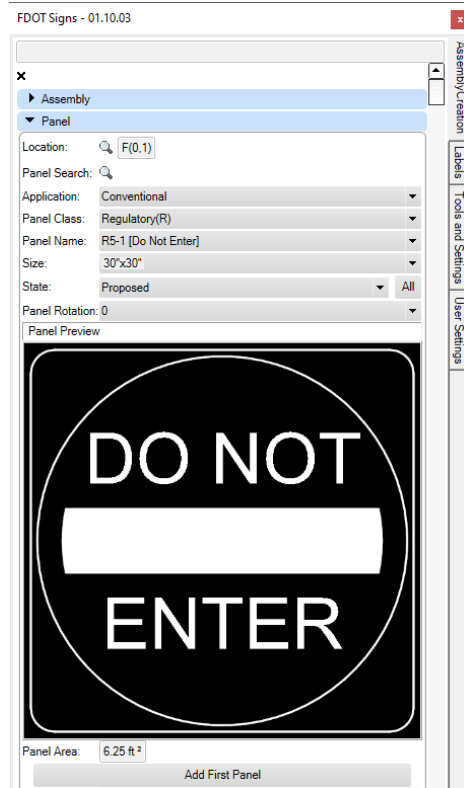 FDOT Signs - 01.10.03
x
AssemblyCreation
Labels
Tools and Settings
User Settings
Assembly
Panel
Location: F(0,1)
Panel Search:
Application: Conventional
Panel Class: Regulatory(R)
Panel Name: R5-1 [Do Not Enter]
Size: 30"x30"
State: Proposed All
Panel Rotation: 0
Panel Preview
DO NOT
ENTER
Panel Area: 6.25 ft ²
Add First Panel